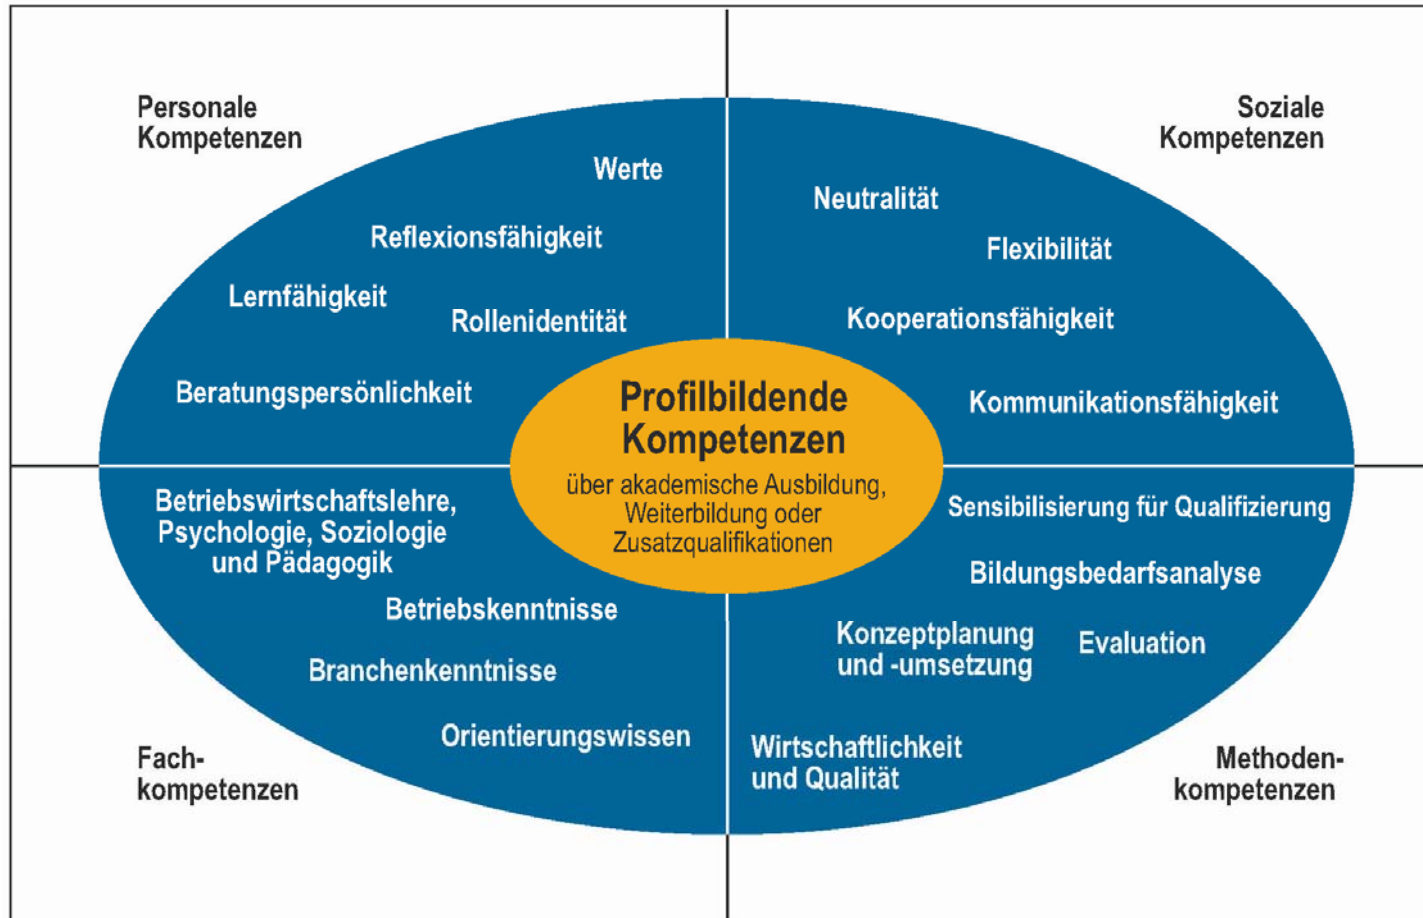 Personale
Kompetenzen
Werte
Reflexionsfähigkeit
Lernfähigkeit
Rollenidentität
Beratungspersönlichkeit
Soziale
Kompetenzen
Neutralität
Flexibilität
Kooperationsfähigkeit
Kommunikationsfähigkeit
Profilbildende
Kompetenzen
über akademische Ausbildung,
Weiterbildung oder
Zusatzqualifikationen
Betriebswirtschaftslehre,
Psychologie, Soziologie
und Pädagogik
Betriebskenntnisse
Branchenkenntnisse
Orientierungswissen
Fach-
kompetenzen
Sensibilisierung für Qualifizierung
Bildungsbedarfsanalyse
Konzeptplanung
und -umsetzung
Evaluation
Wirtschaftlichkeit
und Qualität
Methoden-
kompetenzen